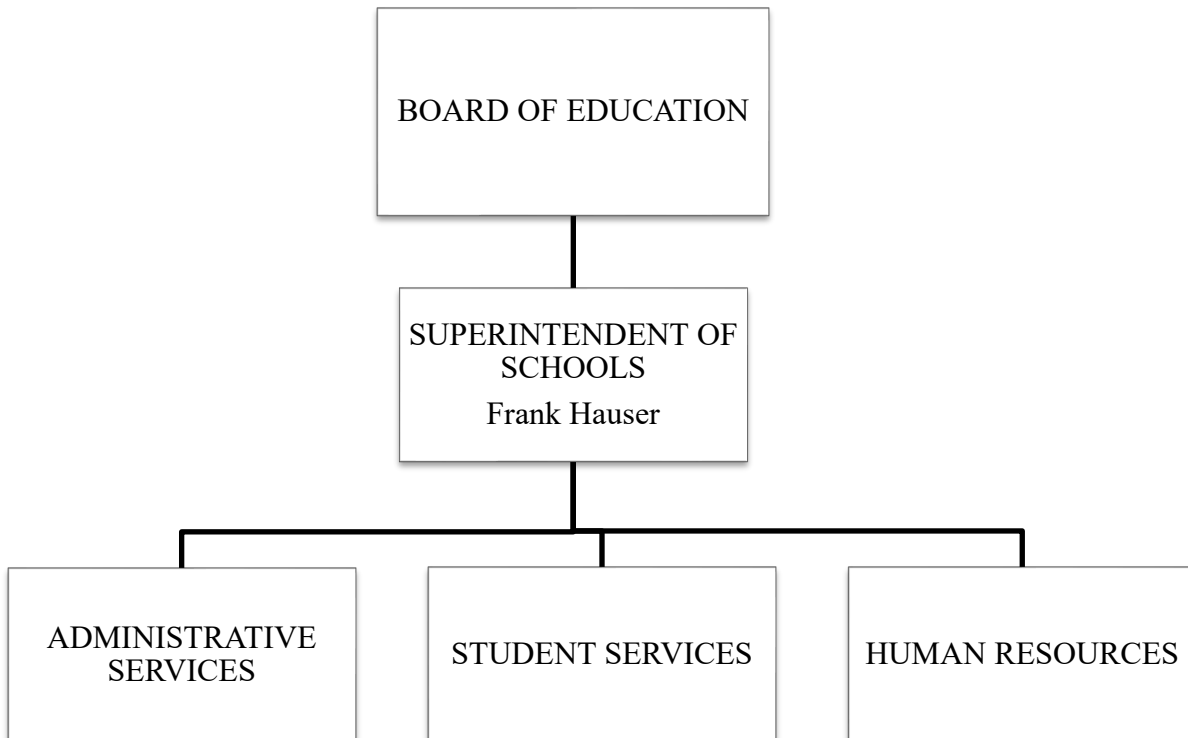 BOARD OF EDUCATION
SUPERINTENDENT OF
SCHOOLS
Frank Hauser
ADMINISTRATIVE
SERVICES
STUDENT SERVICES
HUMAN RESOURCES